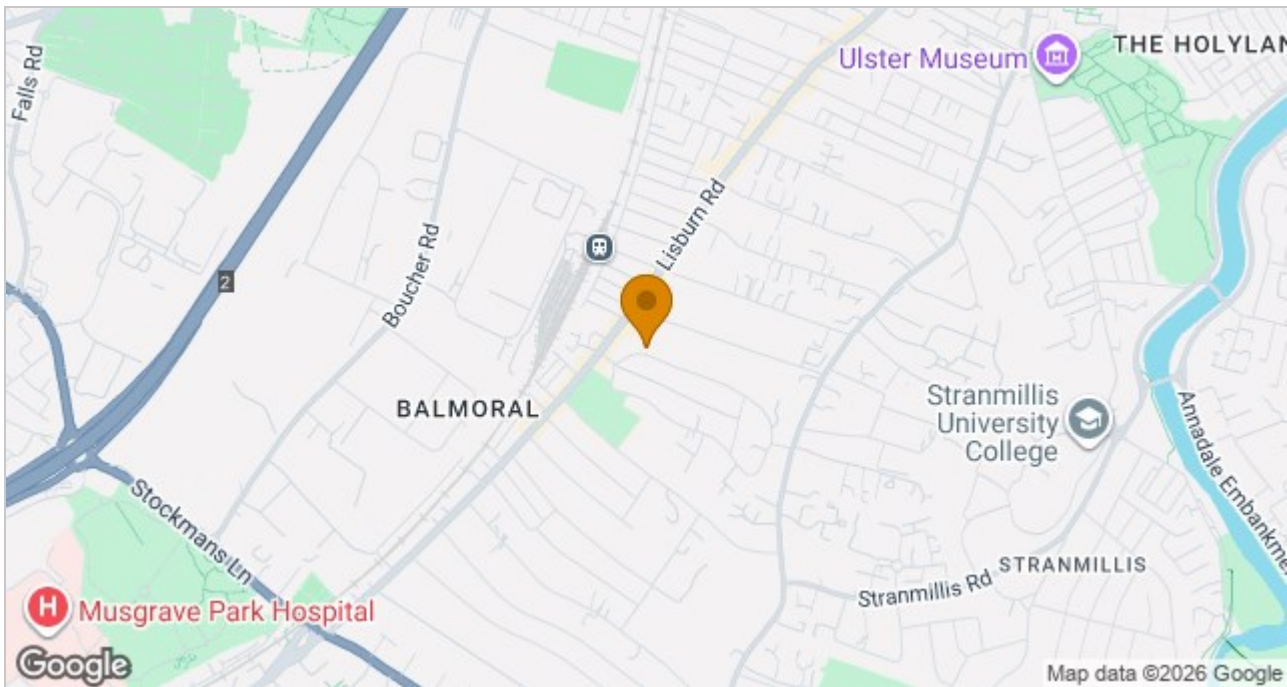 Falls Rd
Ulster Museum
THE HOLYLAN
Lisburn Rd
Boucher Rd
2
BALMORAL
Stranmillis
University
College
Annadale Embankme
Stockmans Ln
STRANMILLIS
Stranmillis Rd
H
Musgrave Park Hospital
Google
Map data ©2026 Google